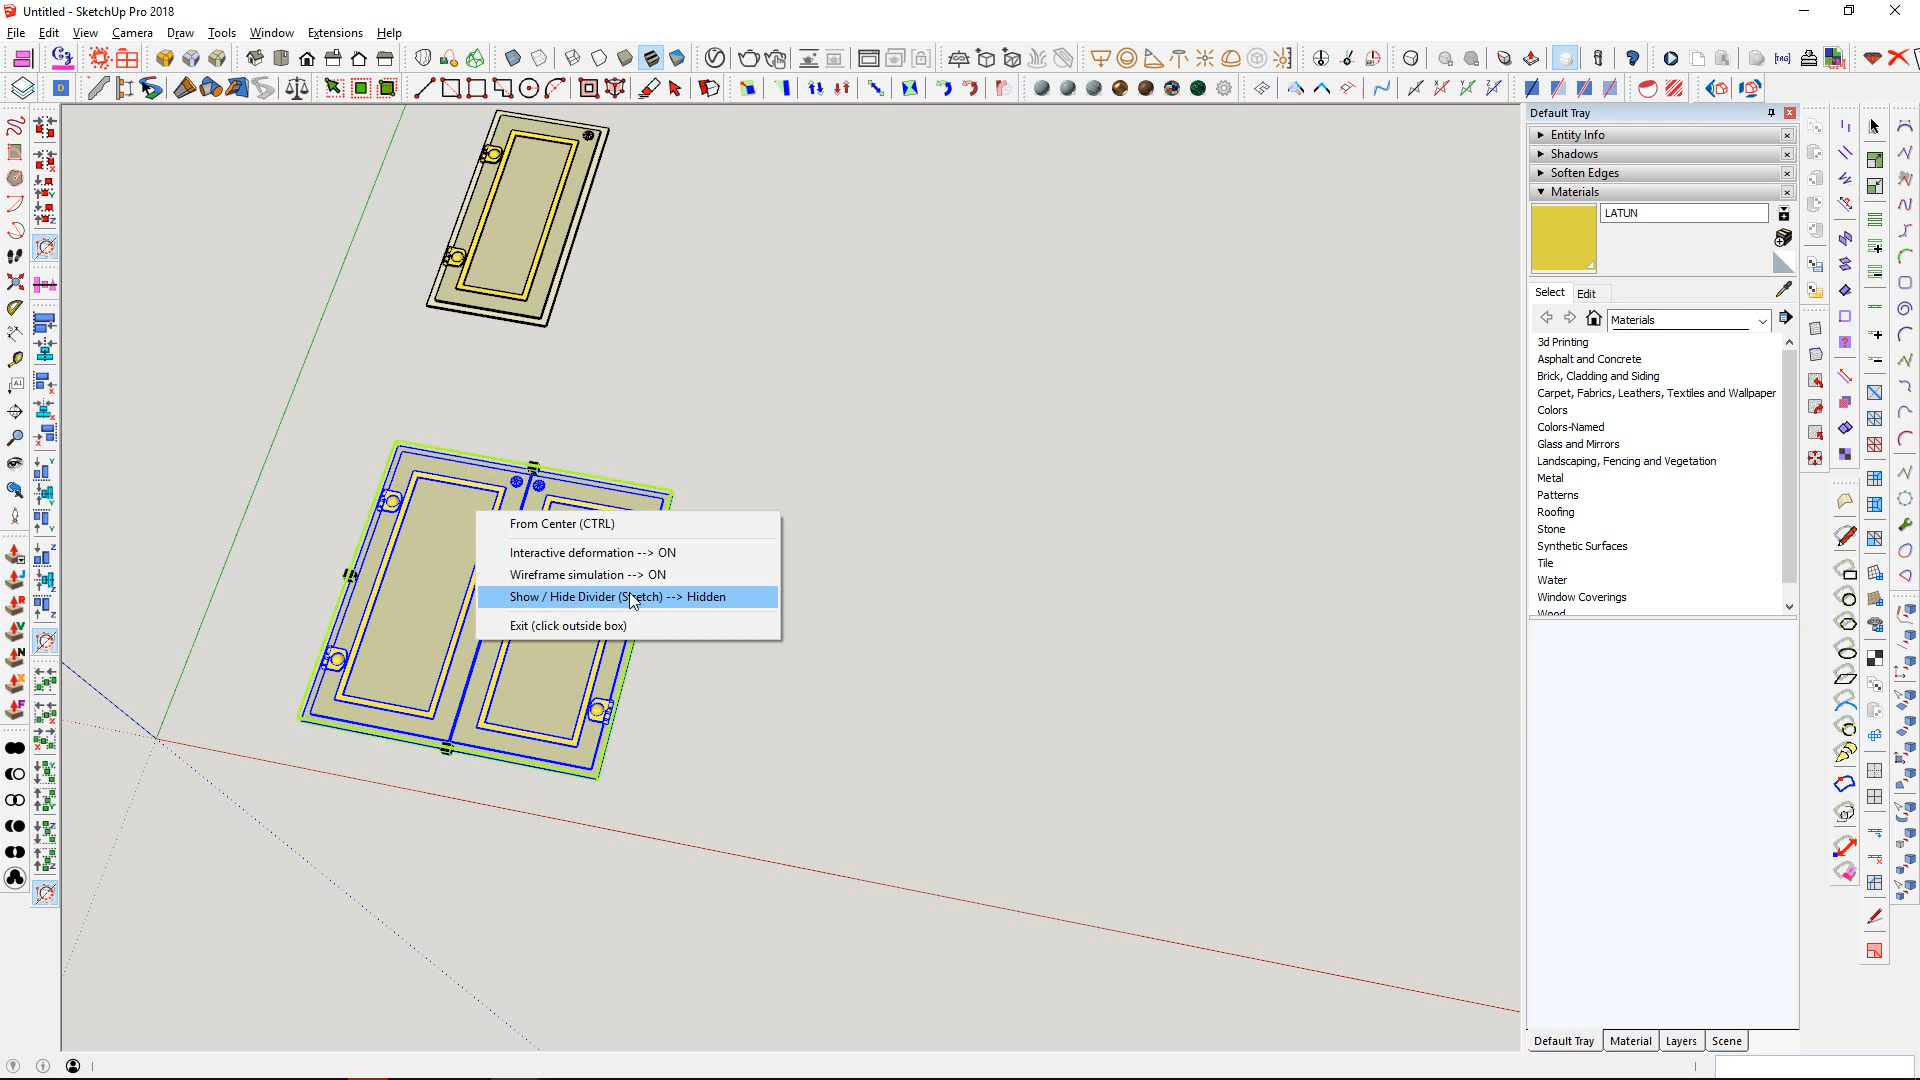 Untitled - SketchUp Pro 2018
File Edit View Camera Draw Tools Window Extensions Help
Default Tray
Entity Info
Shadows
Soften Edges
Materials
LATUN
Select Edit
Materials
3d Printing
Asphalt and Concrete
Brick, Cladding and Siding
Carpet, Fabrics, Leathers, Textiles and Wallpaper
Colors
Colors-Named
Glass and Mirrors
Landscaping, Fencing and Vegetation
Metal
Patterns
Roofing
Stone
Synthetic Surfaces
Tile
Water
Window Coverings
Wood
From Center (CTRL)
Interactive deformation --> ON
Wireframe simulation --> ON
Show / Hide Divider (Stretch) --> Hidden
Exit (click outside box)
Default Tray Material Layers Scene